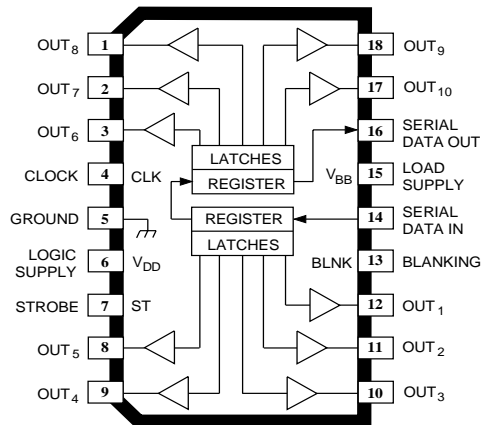 OUT8 1 18 OUT9
OUT7 2 17 OUT10
OUT6 3 16 SERIAL DATA OUT
LATCHES
CLOCK 4 CLK REGISTER VBB 15 LOAD SUPPLY
GROUND 5 REGISTER 14 SERIAL DATA IN
LATCHES
LOGIC SUPPLY 6 VDD BLNK 13 BLANKING
STROBE 7 ST 12 OUT1
OUT5 8 11 OUT2
OUT4 9 10 OUT3